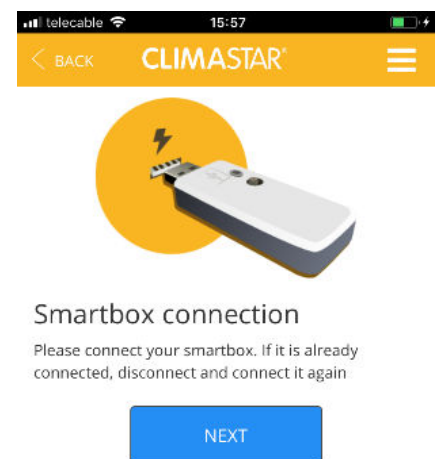 telecable 15:57
< BACK CLIMASTAR®
Smartbox connection
Please connect your smartbox. If it is already
connected, disconnect and connect it again
NEXT